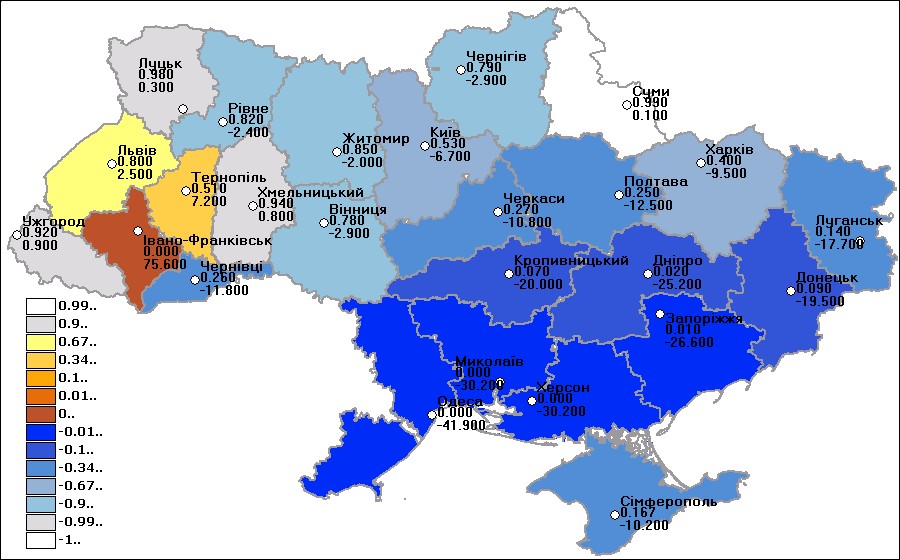 Чернігів
0.790
-2.900
Луцьк
0.980
0.300
Суми
0.990
0.100
Рівне
0.820
-2.400
Київ
0.530
-6.700
Житомир
0.850
-2.000
Харків
0.400
-9.500
Львів
0.800
2.500
Тернопіль
0.510
7.200
Хмельницький
0.940
0.800
Полтава
0.250
-12.500
Черкаси
0.270
-10.800
Вінниця
0.780
-2.900
Ужгород
0.920
0.900
Луганськ
0.140
-17.700
Івано-Франківськ
0.000
75.600
Чернівці
0.260
-11.800
Кропивницький
0.070
-20.000
Дніпро
0.020
-25.200
Донецьк
0.090
-19.500
Запоріжжя
0.010
-26.600
Миколаїв
0.000
-30.200
Херсон
0.000
-30.200
Одеса
0.000
-41.900
Сімферополь
0.167
-10.200
0.99..
0.9..
0.67..
0.34..
0.1..
0.01..
0..
-0.01..
-0.1..
-0.34..
-0.67..
-0.9..
-0.99..
-1..